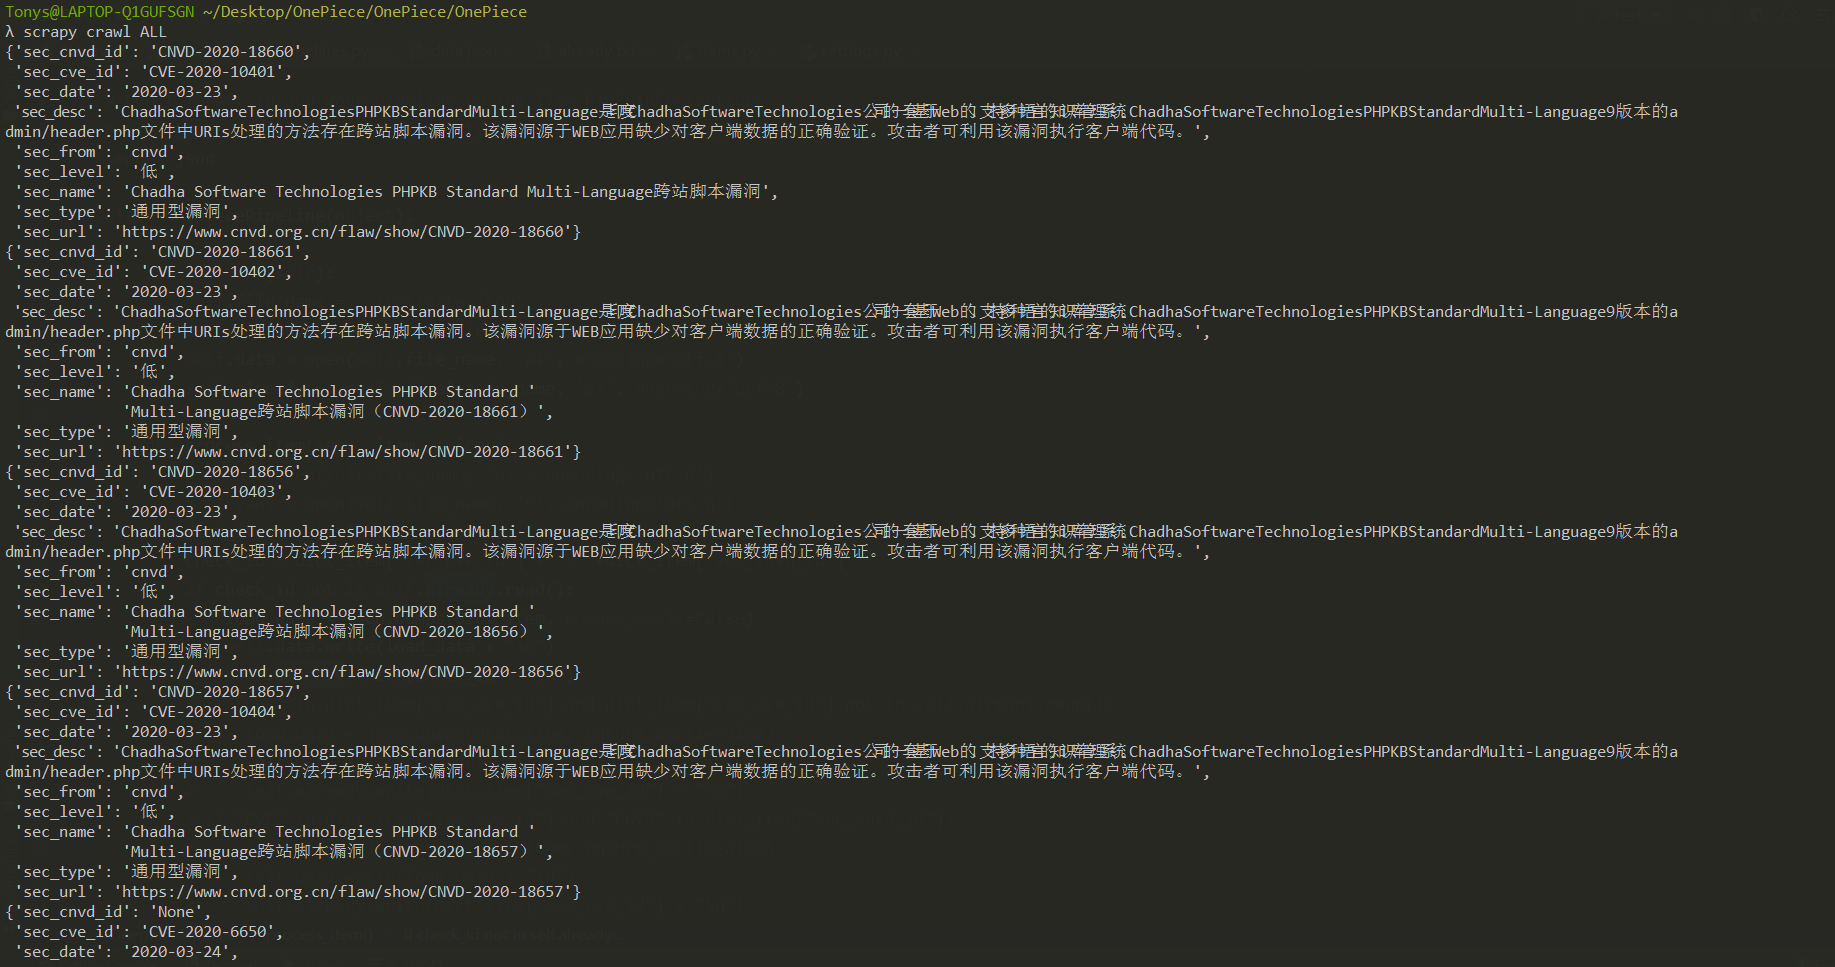 Tonys@LAPTOP-Q1GUFSGN ~/Desktop/OnePiece/OnePiece/OnePiece
λ scrapy crawl ALL
{'sec_cnvd_id': 'CNVD-2020-18660',
'sec_cve_id': 'CVE-2020-10401',
'sec_date': '2020-03-23',
'sec_desc': 'ChadhaSoftwareTechnologiesPHPKBStandardMulti-Language是印度ChadhaSoftwareTechnologies公司的一套基于Web的、支持多种语言的知识库管理系统。ChadhaSoftwareTechnologiesPHPKBStandardMulti-Language9版本的a
dmin/header.php文件中URIs处理的方法存在跨站脚本漏洞。该漏洞源于WEB应用缺少对客户端数据的正确验证。攻击者可利用该漏洞执行客户端代码。',
'sec_from': 'cnvd',
'sec_level': '低',
'sec_name': 'Chadha Software Technologies PHPKB Standard Multi-Language跨站脚本漏洞',
'sec_type': '通用型漏洞',
'sec_url': 'https://www.cnvd.org.cn/flaw/show/CNVD-2020-18660'}
{'sec_cnvd_id': 'CNVD-2020-18661',
'sec_cve_id': 'CVE-2020-10402',
'sec_date': '2020-03-23',
'sec_desc': 'ChadhaSoftwareTechnologiesPHPKBStandardMulti-Language是印度ChadhaSoftwareTechnologies公司的一套基于Web的、支持多种语言的知识库管理系统。ChadhaSoftwareTechnologiesPHPKBStandardMulti-Language9版本的a
dmin/header.php文件中URIs处理的方法存在跨站脚本漏洞。该漏洞源于WEB应用缺少对客户端数据的正确验证。攻击者可利用该漏洞执行客户端代码。',
'sec_from': 'cnvd',
'sec_level': '低',
'sec_name': 'Chadha Software Technologies PHPKB Standard '
'Multi-Language跨站脚本漏洞（CNVD-2020-18661）',
'sec_type': '通用型漏洞',
'sec_url': 'https://www.cnvd.org.cn/flaw/show/CNVD-2020-18661'}
{'sec_cnvd_id': 'CNVD-2020-18656',
'sec_cve_id': 'CVE-2020-10403',
'sec_date': '2020-03-23',
'sec_desc': 'ChadhaSoftwareTechnologiesPHPKBStandardMulti-Language是印度ChadhaSoftwareTechnologies公司的一套基于Web的、支持多种语言的知识库管理系统。ChadhaSoftwareTechnologiesPHPKBStandardMulti-Language9版本的a
dmin/header.php文件中URIs处理的方法存在跨站脚本漏洞。该漏洞源于WEB应用缺少对客户端数据的正确验证。攻击者可利用该漏洞执行客户端代码。',
'sec_from': 'cnvd',
'sec_level': '低',
'sec_name': 'Chadha Software Technologies PHPKB Standard '
'Multi-Language跨站脚本漏洞（CNVD-2020-18656）',
'sec_type': '通用型漏洞',
'sec_url': 'https://www.cnvd.org.cn/flaw/show/CNVD-2020-18656'}
{'sec_cnvd_id': 'CNVD-2020-18657',
'sec_cve_id': 'CVE-2020-10404',
'sec_date': '2020-03-23',
'sec_desc': 'ChadhaSoftwareTechnologiesPHPKBStandardMulti-Language是印度ChadhaSoftwareTechnologies公司的一套基于Web的、支持多种语言的知识库管理系统。ChadhaSoftwareTechnologiesPHPKBStandardMulti-Language9版本的a
dmin/header.php文件中URIs处理的方法存在跨站脚本漏洞。该漏洞源于WEB应用缺少对客户端数据的正确验证。攻击者可利用该漏洞执行客户端代码。',
'sec_from': 'cnvd',
'sec_level': '低',
'sec_name': 'Chadha Software Technologies PHPKB Standard '
'Multi-Language跨站脚本漏洞（CNVD-2020-18657）',
'sec_type': '通用型漏洞',
'sec_url': 'https://www.cnvd.org.cn/flaw/show/CNVD-2020-18657'}
{'sec_cnvd_id': 'None',
'sec_cve_id': 'CVE-2020-6650',
'sec_date': '2020-03-24',